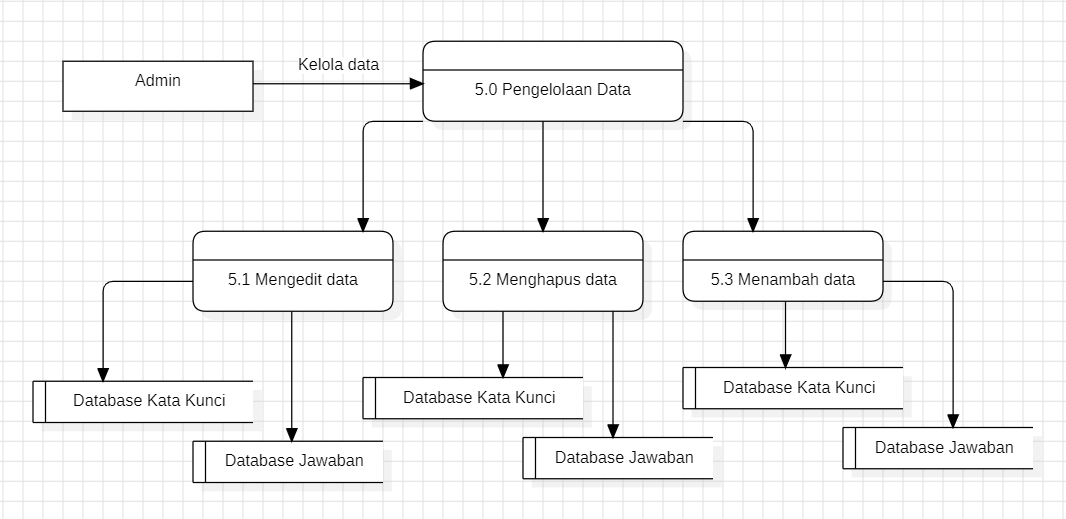 Admin
Kelola data
5.0 Pengelolaan Data
5.1 Mengedit data
5.2 Menghapus data
5.3 Menambah data
Database Kata Kunci
Database Kata Kunci
Database Kata Kunci
Database Jawaban
Database Jawaban
Database Jawaban